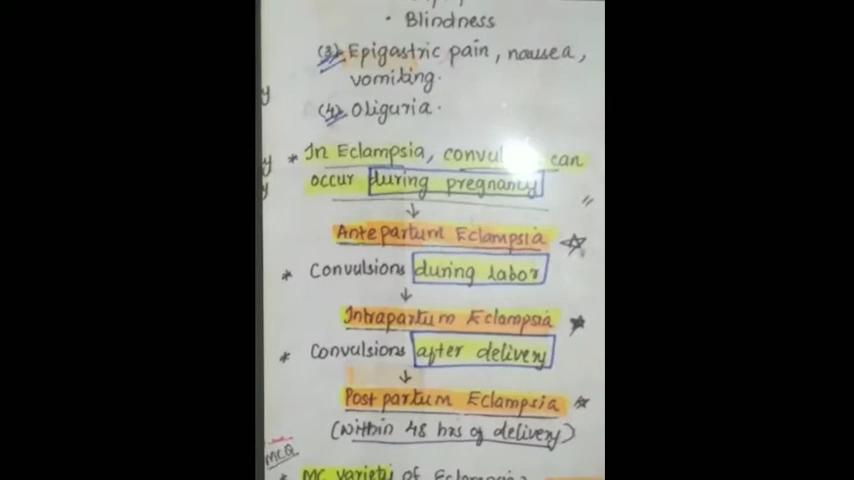 • Blindness
(3) Epigastric pain, nausea,
vomiting.
(4) Oliguria.
y
y * In Eclampsia, convul can
y occur during pregnancy
↓
Antepartum Eclampsia ☆
* Convulsions during labor
↓
Intrapartum Eclampsia ★
* Convulsions after delivery
↓
Postpartum Eclampsia ★
(within 48 hrs of delivery)
MCQ
* MC variety of Eclampsia: